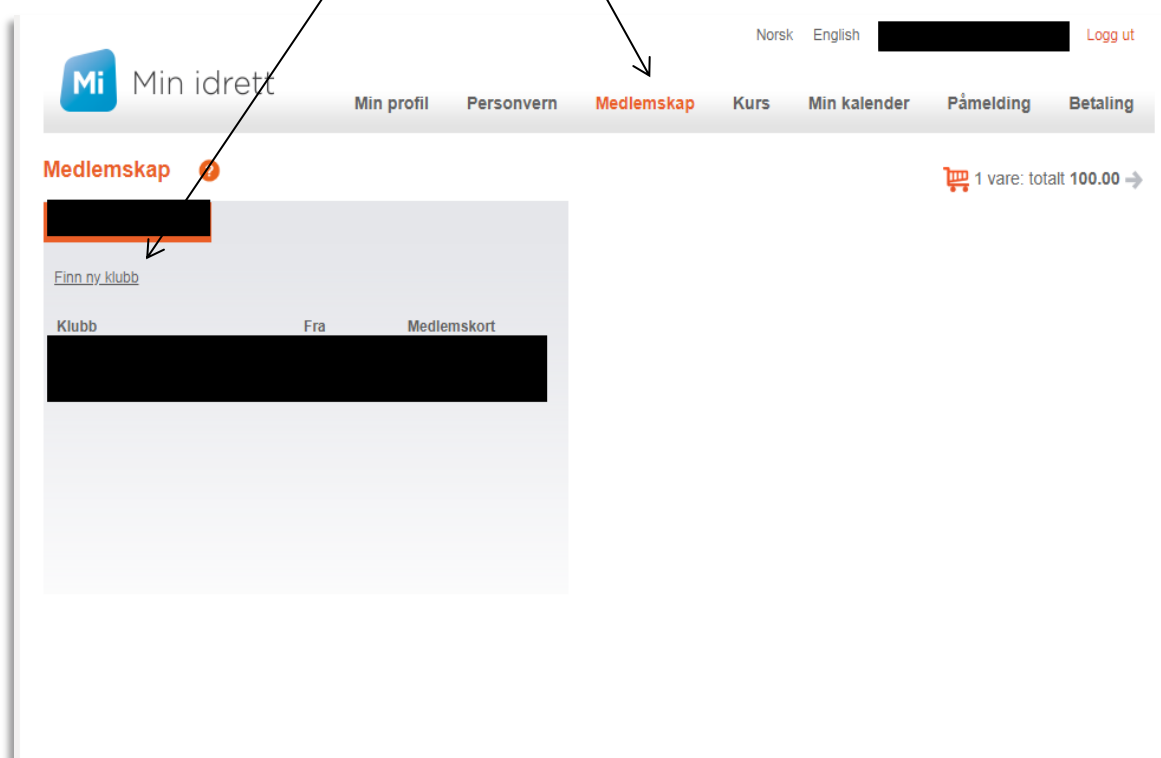 Norsk English Logg ut
Mi Min idrett
Min profil Personvern Medlemskap Kurs Min kalender Påmelding Betaling
Medlemskap ?
1 vare: totalt 100.00
Finn ny klubb
Klubb Fra Medlemskort